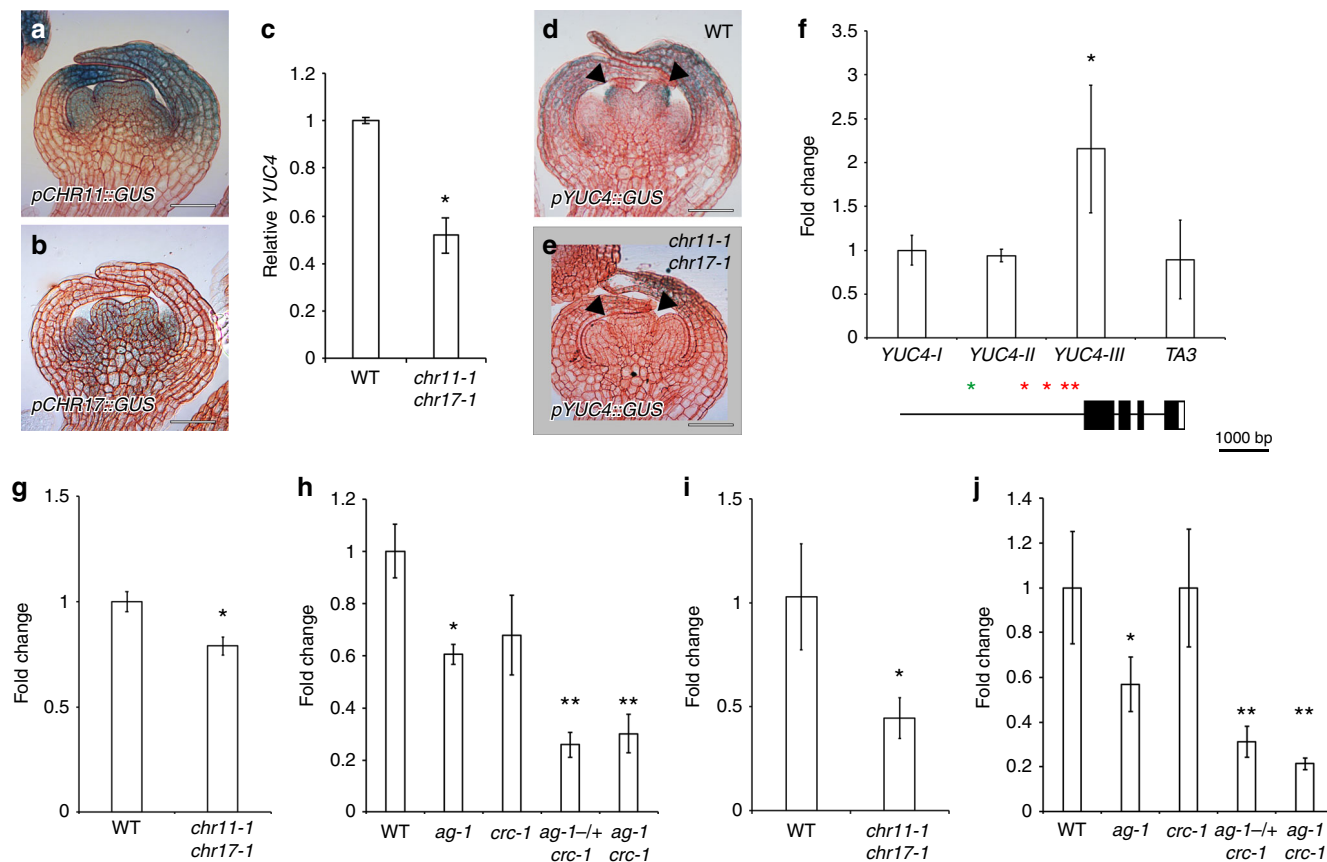 a
pCHR11::GUS
b
pCHR17::GUS
c
Relative YUC4
1.2
1
0.8
0.6
0.4
0.2
0
*
WT
chr11-1
chr17-1
d
WT
pYUC4::GUS
e
chr11-1
chr17-1
pYUC4::GUS
f
Fold change
3.5
3
2.5
2
1.5
1
0.5
0
*
YUC4-I
YUC4-II
YUC4-III
TA3
* * * **
1000 bp
g
Fold change
1.5
1
0.5
0
*
WT
chr11-1
chr17-1
h
Fold change
1.2
1
0.8
0.6
0.4
0.2
0
*
**
**
WT
ag-1
crc-1
ag-1–/+
crc-1
ag-1
crc-1
i
Fold change
1.5
1
0.5
0
*
WT
chr11-1
chr17-1
j
Fold change
1.4
1.2
1
0.8
0.6
0.4
0.2
0
*
**
**
WT
ag-1
crc-1
ag-1–/+
crc-1
ag-1
crc-1